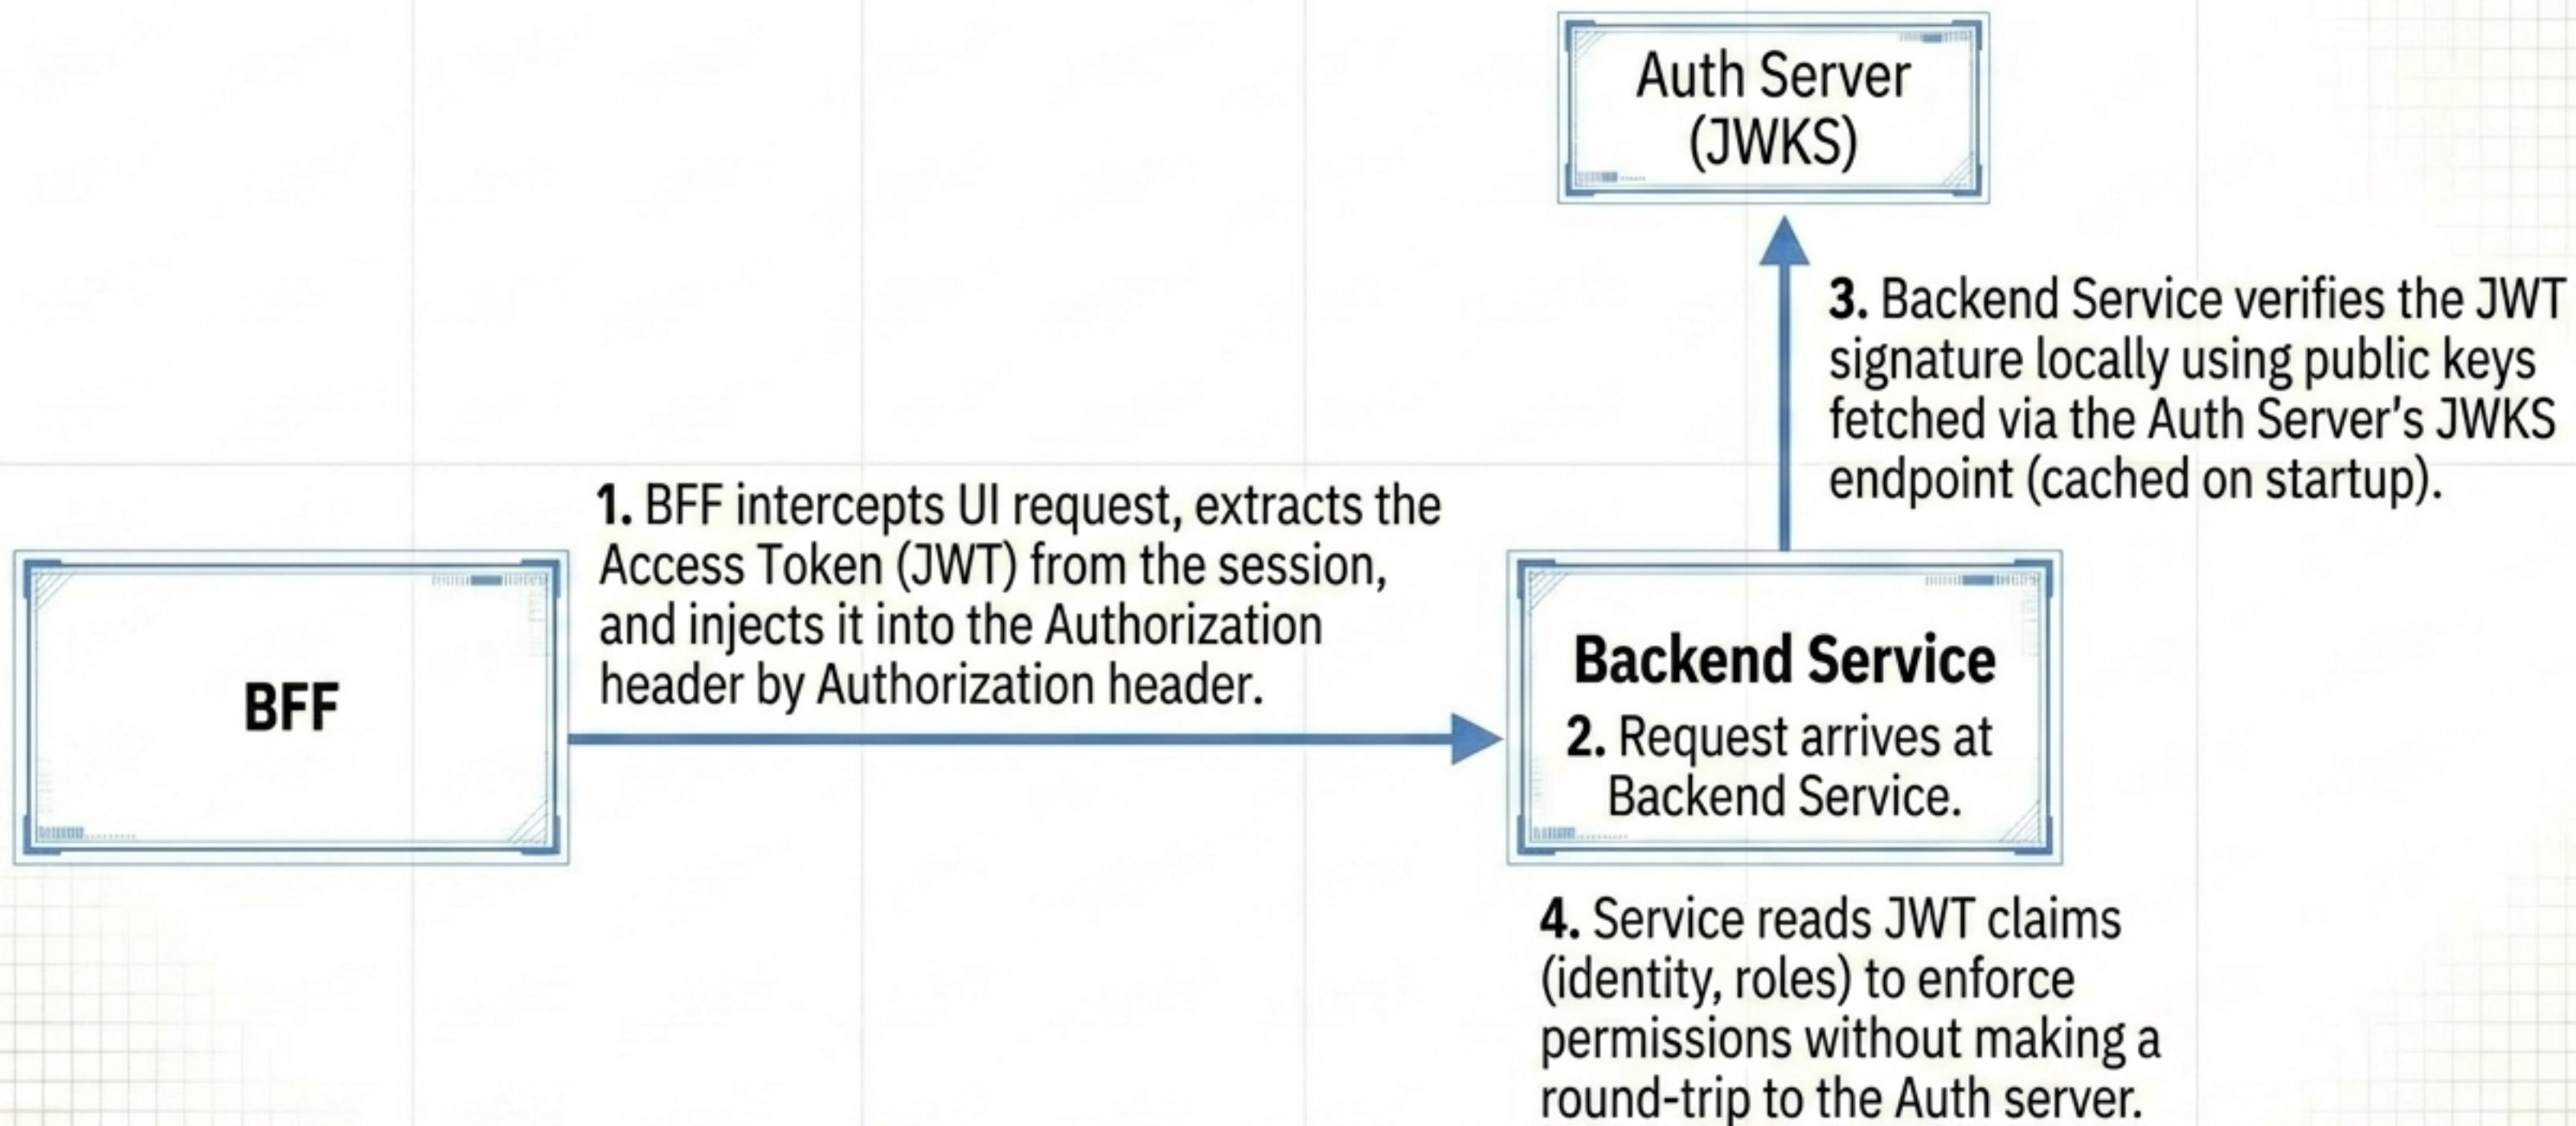 Auth Server
(JWKS)
3. Backend Service verifies the JWT
signature locally using public keys
fetched via the Auth Server's JWKS
endpoint (cached on startup).
1. BFF intercepts UI request, extracts the
Access Token (JWT) from the session,
and injects it into the Authorization
header by Authorization header.
BFF
Backend Service
2. Request arrives at
Backend Service.
4. Service reads JWT claims
(identity, roles) to enforce
permissions without making a
round-trip to the Auth server.